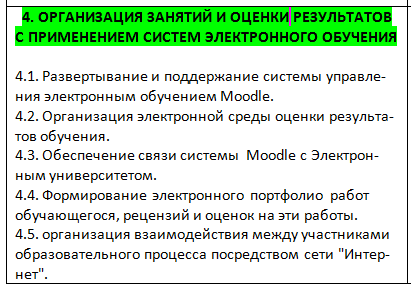 4. ОРГАНИЗАЦИЯ ЗАНЯТИЙ И ОЦЕНКИ РЕЗУЛЬТАТОВ
С ПРИМЕНЕНИЕМ СИСТЕМ ЭЛЕКТРОННОГО ОБУЧЕНИЯ
4.1. Развертывание и поддержание системы управле-
ния электронным обучением Moodle.
4.2. Организация электронной среды оценки результа-
тов обучения.
4.3. Обеспечение связи системы Moodle с Электрон-
ным университетом.
4.4. Формирование электронного портфолио работ
обучающегося, рецензий и оценок на эти работы.
4.5. организация взаимодействия между участниками
образовательного процесса посредством сети "Интер-
нет".